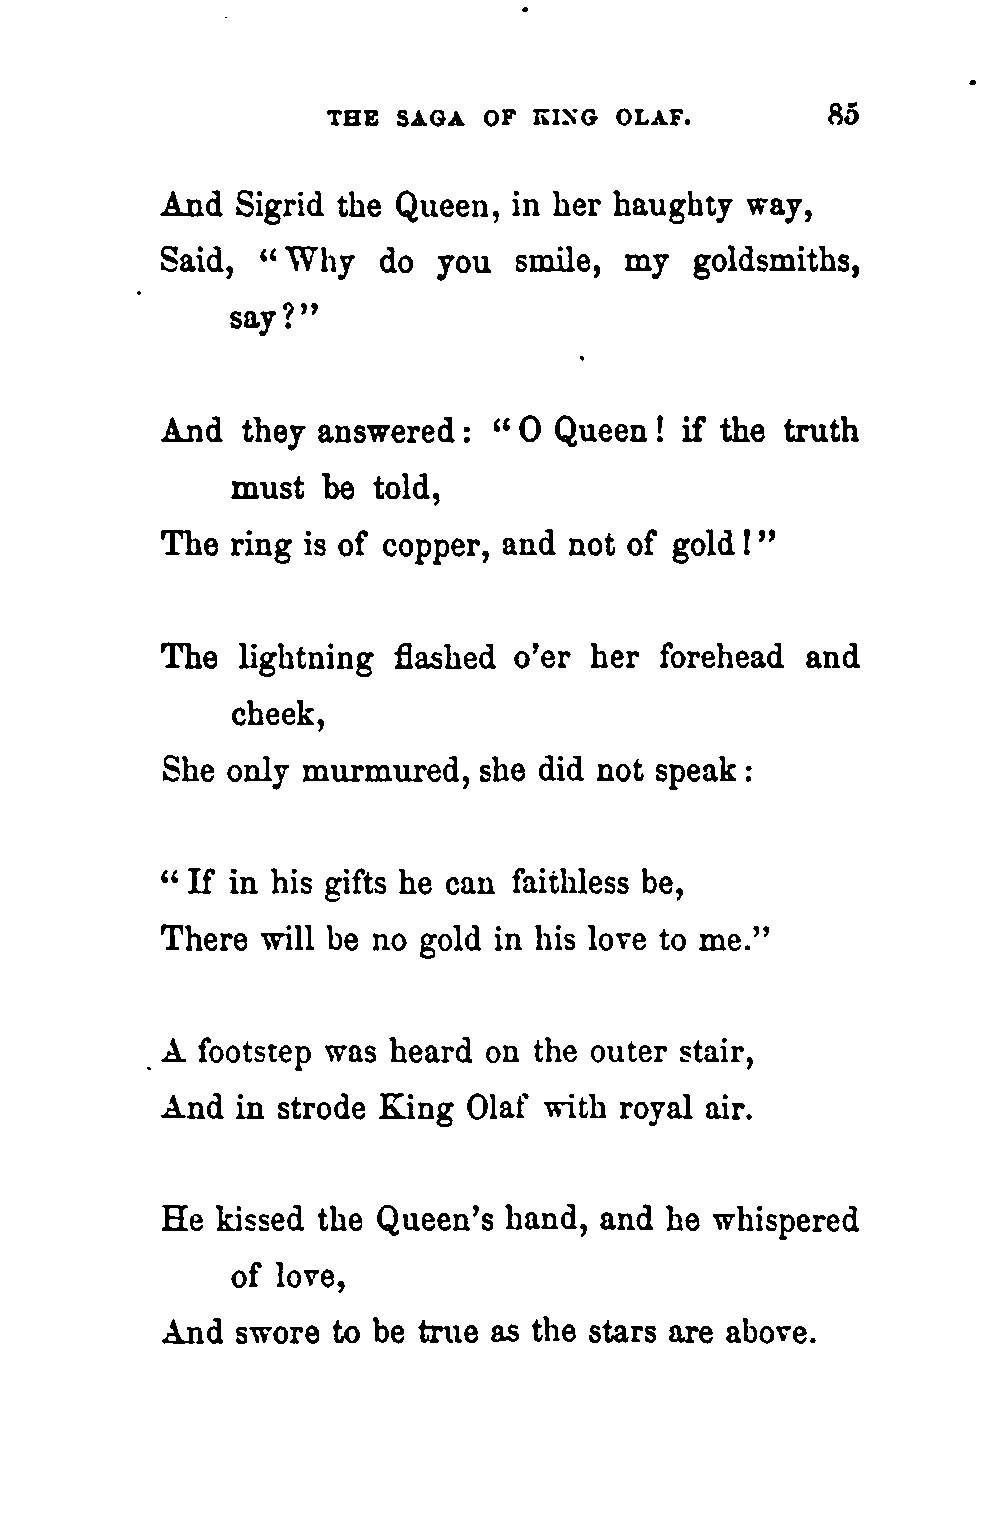 THE SAGA OF KING OLAF. 85
And Sigrid the Queen, in her haughty way,
Said, “Why do you smile, my goldsmiths,
say?”
And they answered: “O Queen! if the truth
must be told,
The ring is of copper, and not of gold!”
The lightning flashed o’er her forehead and
cheek,
She only murmured, she did not speak:
“If in his gifts he can faithless be,
There will be no gold in his love to me.”
A footstep was heard on the outer stair,
And in strode King Olaf with royal air.
He kissed the Queen’s hand, and he whispered
of love,
And swore to be true as the stars are above.